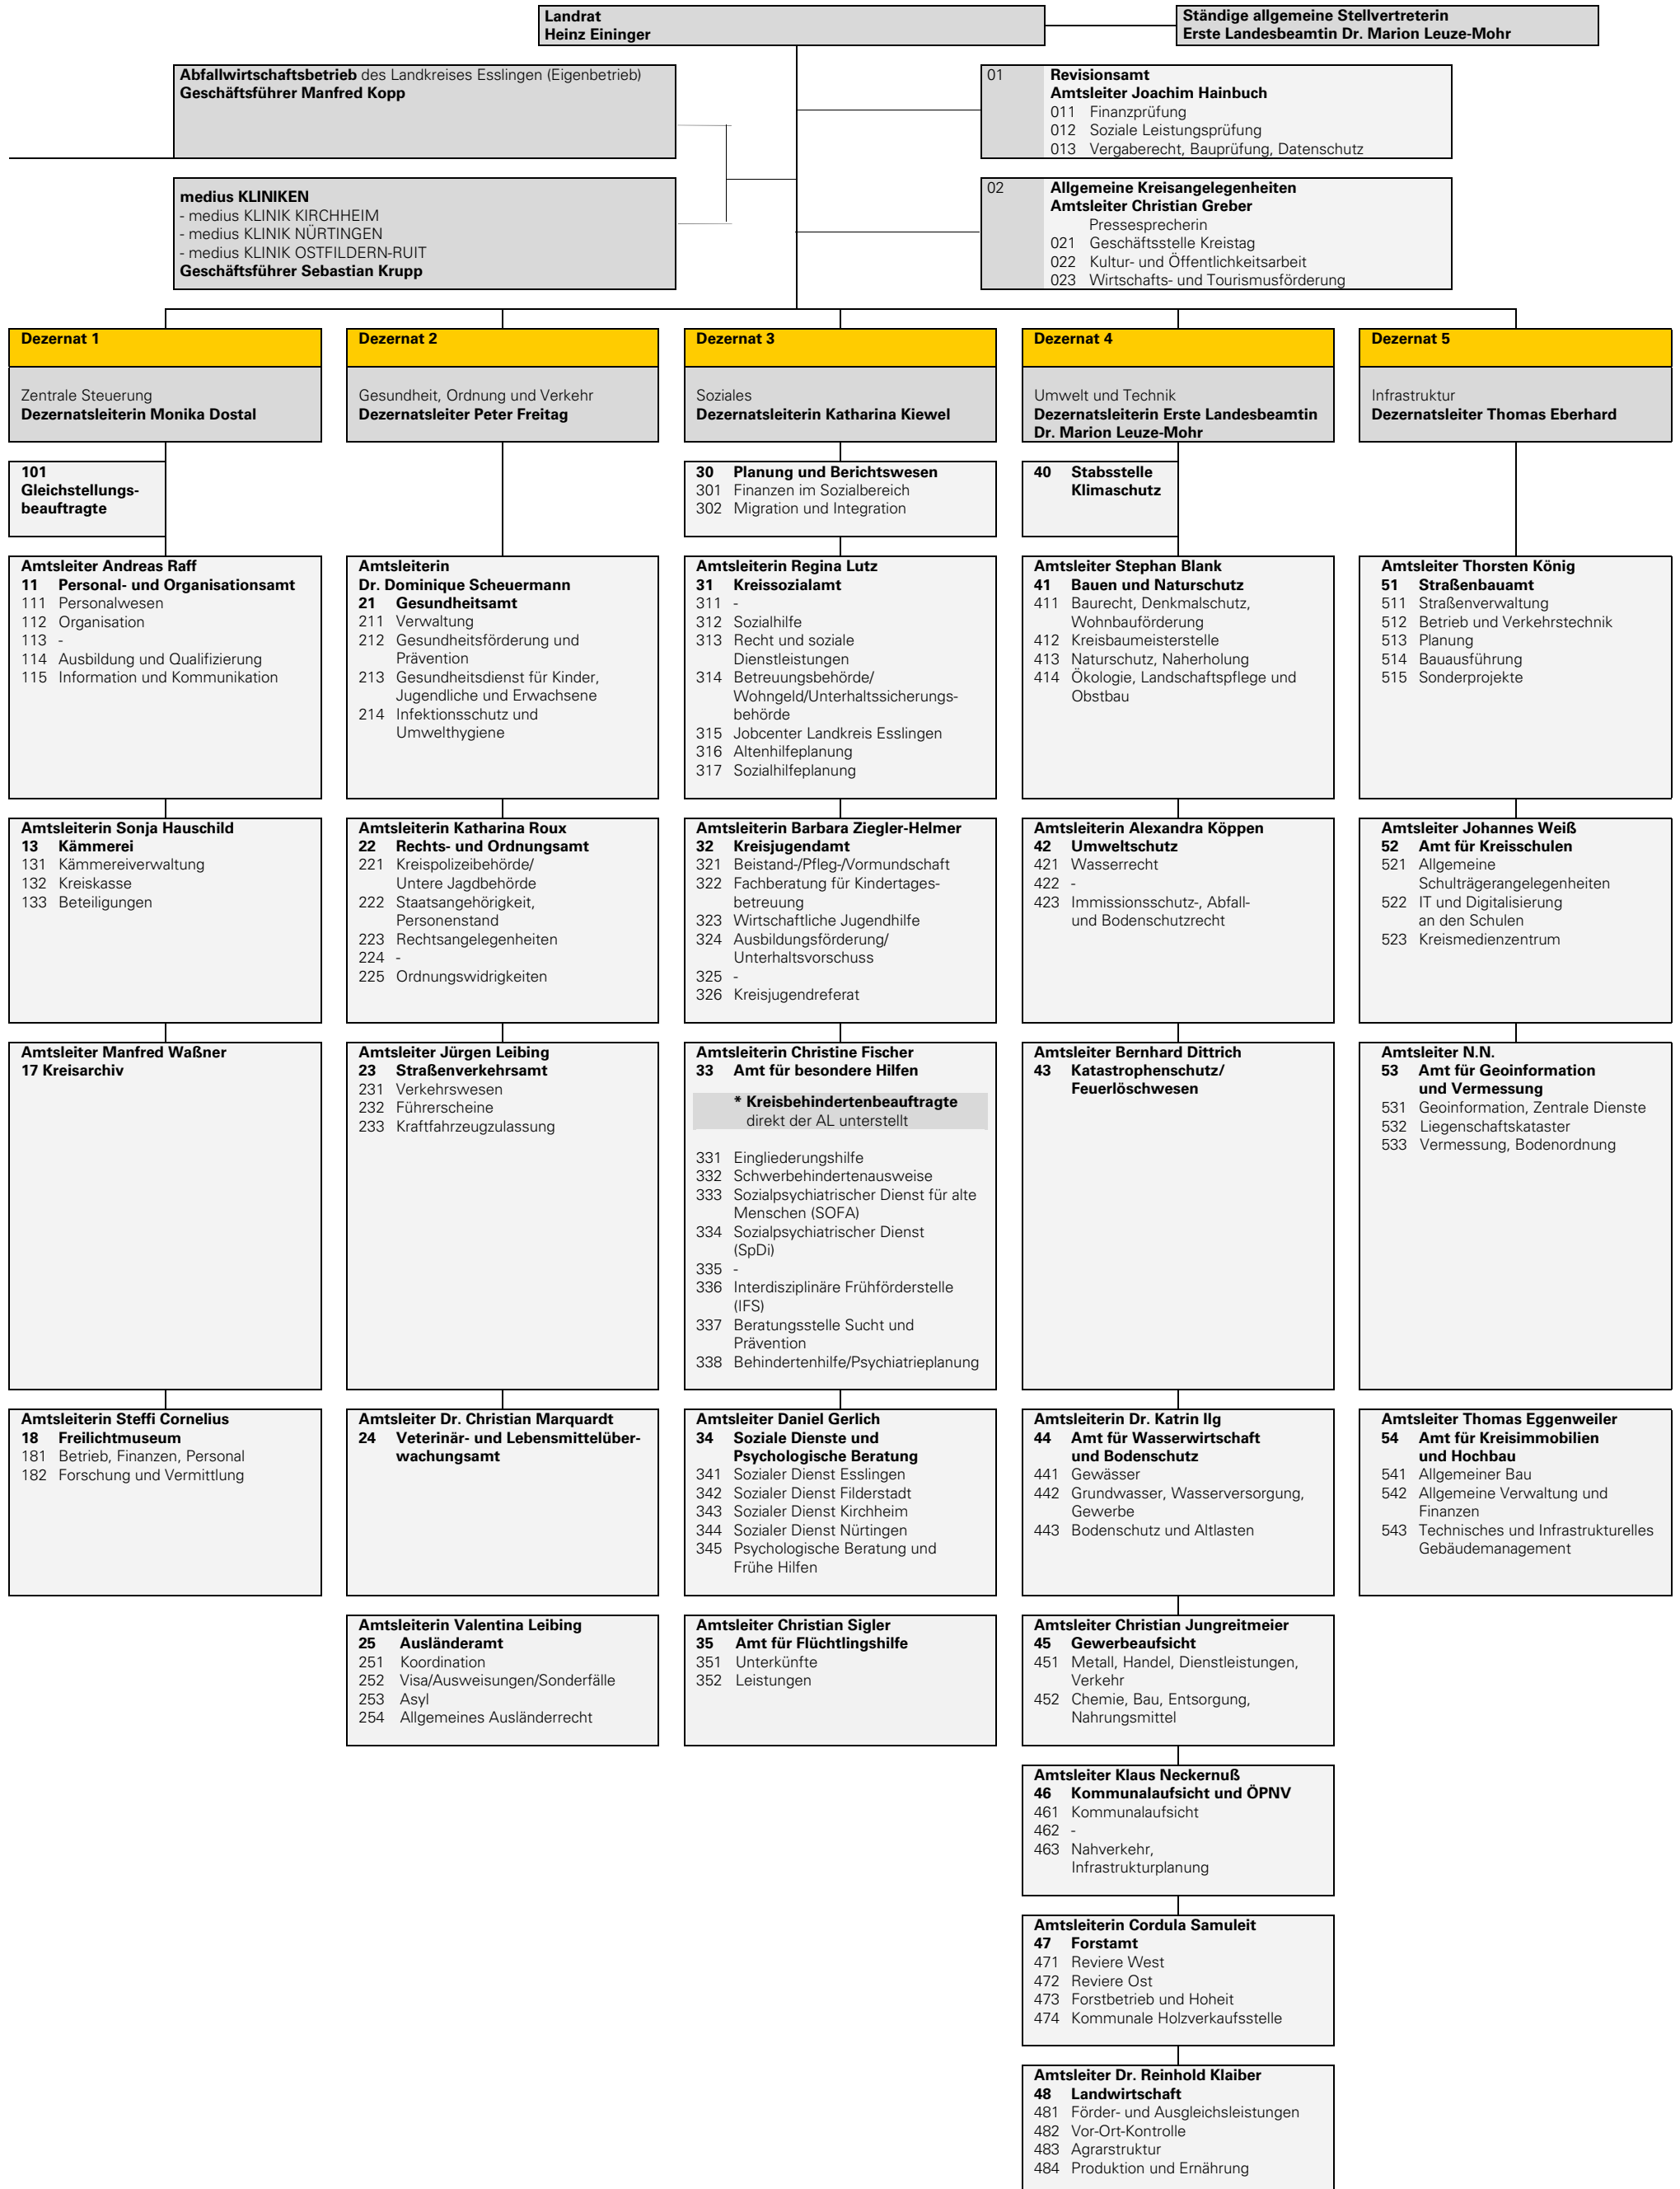 Landrat
Heinz Eininger
Ständige allgemeine Stellvertreterin
Erste Landesbeamtin Dr. Marion Leuze-Mohr
Abfallwirtschaftsbetrieb des Landkreises Esslingen (Eigenbetrieb)
Geschäftsführer Manfred Kopp
01 Revisionsamt
Amtsleiter Joachim Hainbuch
011 Finanzprüfung
012 Soziale Leistungsprüfung
013 Vergaberecht, Bauprüfung, Datenschutz
medius KLINIKEN
- medius KLINIK KIRCHHEIM
- medius KLINIK NÜRTINGEN
- medius KLINIK OSTFILDERN-RUIT
Geschäftsführer Sebastian Krupp
02 Allgemeine Kreisangelegenheiten
Amtsleiter Christian Greber
Pressesprecherin
021 Geschäftsstelle Kreistag
022 Kultur- und Öffentlichkeitsarbeit
023 Wirtschafts- und Tourismusförderung
Dezernat 1
Zentrale Steuerung
Dezernatsleiterin Monika Dostal
101
Gleichstellungs-
beauftragte
Amtsleiter Andreas Raff
11 Personal- und Organisationsamt
111 Personalwesen
112 Organisation
113 -
114 Ausbildung und Qualifizierung
115 Information und Kommunikation
Amtsleiterin Sonja Hauschild
13 Kämmerei
131 Kämmereiverwaltung
132 Kreiskasse
133 Beteiligungen
Amtsleiter Manfred Waßner
17 Kreisarchiv
Amtsleiterin Steffi Cornelius
18 Freilichtmuseum
181 Betrieb, Finanzen, Personal
182 Forschung und Vermittlung
Dezernat 2
Gesundheit, Ordnung und Verkehr
Dezernatsleiter Peter Freitag
Amtsleiterin
Dr. Dominique Scheuermann
21 Gesundheitsamt
211 Verwaltung
212 Gesundheitsförderung und
Prävention
213 Gesundheitsdienst für Kinder,
Jugendliche und Erwachsene
214 Infektionsschutz und
Umwelthygiene
Amtsleiterin Katharina Roux
22 Rechts- und Ordnungsamt
221 Kreispolizeibehörde/
Untere Jagdbehörde
222 Staatsangehörigkeit,
Personenstand
223 Rechtsangelegenheiten
224 -
225 Ordnungswidrigkeiten
Amtsleiter Jürgen Leibing
23 Straßenverkehrsamt
231 Verkehrswesen
232 Führerscheine
233 Kraftfahrzeugzulassung
Amtsleiter Dr. Christian Marquardt
24 Veterinär- und Lebensmittelüber-
wachungsamt
Amtsleiterin Valentina Leibing
25 Ausländeramt
251 Koordination
252 Visa/Ausweisungen/Sonderfälle
253 Asyl
254 Allgemeines Ausländerrecht
Dezernat 3
Soziales
Dezernatsleiterin Katharina Kiewel
30 Planung und Berichtswesen
301 Finanzen im Sozialbereich
302 Migration und Integration
Amtsleiterin Regina Lutz
31 Kreissozialamt
311 -
312 Sozialhilfe
313 Recht und soziale
Dienstleistungen
314 Betreuungsbehörde/
Wohngeld/Unterhaltssicherungs-
behörde
315 Jobcenter Landkreis Esslingen
316 Altenhilfeplanung
317 Sozialhilfeplanung
Amtsleiterin Barbara Ziegler-Helmer
32 Kreisjugendamt
321 Beistand-/Pfleg-/Vormundschaft
322 Fachberatung für Kindertages-
betreuung
323 Wirtschaftliche Jugendhilfe
324 Ausbildungsförderung/
Unterhaltsvorschuss
325 -
326 Kreisjugendreferat
Amtsleiterin Christine Fischer
33 Amt für besondere Hilfen
* Kreisbehindertenbeauftragte
direkt der AL unterstellt
331 Eingliederungshilfe
332 Schwerbehindertenausweise
333 Sozialpsychiatrischer Dienst für alte
Menschen (SOFA)
334 Sozialpsychiatrischer Dienst
(SpDi)
335 -
336 Interdisziplinäre Frühförderstelle
(IFS)
337 Beratungsstelle Sucht und
Prävention
338 Behindertenhilfe/Psychiatrieplanung
Amtsleiter Daniel Gerlich
34 Soziale Dienste und
Psychologische Beratung
341 Sozialer Dienst Esslingen
342 Sozialer Dienst Filderstadt
343 Sozialer Dienst Kirchheim
344 Sozialer Dienst Nürtingen
345 Psychologische Beratung und
Frühe Hilfen
Amtsleiter Christian Sigler
35 Amt für Flüchtlingshilfe
351 Unterkünfte
352 Leistungen
Dezernat 4
Umwelt und Technik
Dezernatsleiterin Erste Landesbeamtin
Dr. Marion Leuze-Mohr
40 Stabsstelle
Klimaschutz
Amtsleiter Stephan Blank
41 Bauen und Naturschutz
411 Baurecht, Denkmalschutz,
Wohnbauförderung
412 Kreisbaumeisterstelle
413 Naturschutz, Naherholung
414 Ökologie, Landschaftspflege und
Obstbau
Amtsleiterin Alexandra Köppen
42 Umweltschutz
421 Wasserrecht
422 -
423 Immissionsschutz-, Abfall-
und Bodenschutzrecht
Amtsleiter Bernhard Dittrich
43 Katastrophenschutz/
Feuerlöschwesen
Amtsleiterin Dr. Katrin Ilg
44 Amt für Wasserwirtschaft
und Bodenschutz
441 Gewässer
442 Grundwasser, Wasserversorgung,
Gewerbe
443 Bodenschutz und Altlasten
Amtsleiter Christian Jungreitmeier
45 Gewerbeaufsicht
451 Metall, Handel, Dienstleistungen,
Verkehr
452 Chemie, Bau, Entsorgung,
Nahrungsmittel
Amtsleiter Klaus Neckernuß
46 Kommunalaufsicht und ÖPNV
461 Kommunalaufsicht
462 -
463 Nahverkehr,
Infrastrukturplanung
Amtsleiterin Cordula Samuleit
47 Forstamt
471 Reviere West
472 Reviere Ost
473 Forstbetrieb und Hoheit
474 Kommunale Holzverkaufsstelle
Amtsleiter Dr. Reinhold Klaiber
48 Landwirtschaft
481 Förder- und Ausgleichsleistungen
482 Vor-Ort-Kontrolle
483 Agrarstruktur
484 Produktion und Ernährung
Dezernat 5
Infrastruktur
Dezernatsleiter Thomas Eberhard
Amtsleiter Thorsten König
51 Straßenbauamt
511 Straßenverwaltung
512 Betrieb und Verkehrstechnik
513 Planung
514 Bauausführung
515 Sonderprojekte
Amtsleiter Johannes Weiß
52 Amt für Kreisschulen
521 Allgemeine
Schulträgerangelegenheiten
522 IT und Digitalisierung
an den Schulen
523 Kreismedienzentrum
Amtsleiter N.N.
53 Amt für Geoinformation
und Vermessung
531 Geoinformation, Zentrale Dienste
532 Liegenschaftskataster
533 Vermessung, Bodenordnung
Amtsleiter Thomas Eggenweiler
54 Amt für Kreisimmobilien
und Hochbau
541 Allgemeiner Bau
542 Allgemeine Verwaltung und
Finanzen
543 Technisches und Infrastrukturelles
Gebäudemanagement